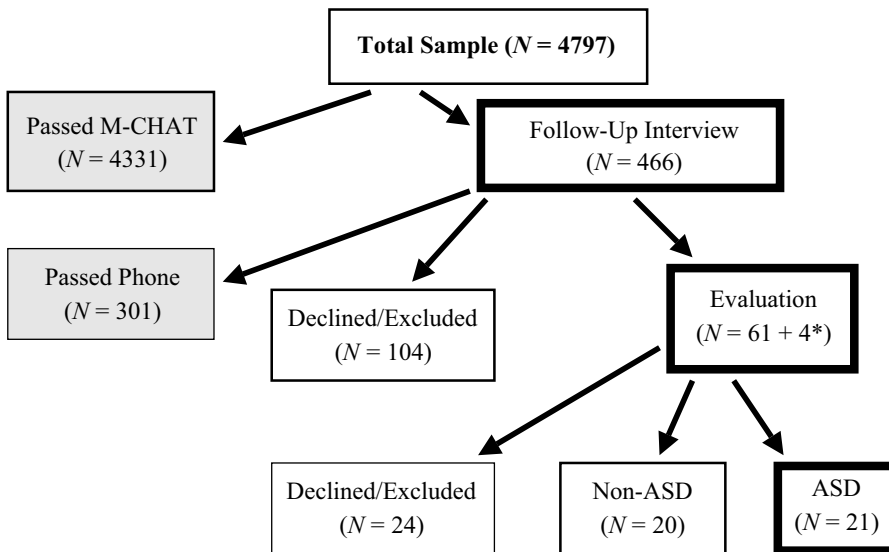 Total Sample (N = 4797)
Passed M-CHAT
(N = 4331)
Follow-Up Interview
(N = 466)
Passed Phone
(N = 301)
Declined/Excluded
(N = 104)
Evaluation
(N = 61 + 4*)
Declined/Excluded
(N = 24)
Non-ASD
(N = 20)
ASD
(N = 21)